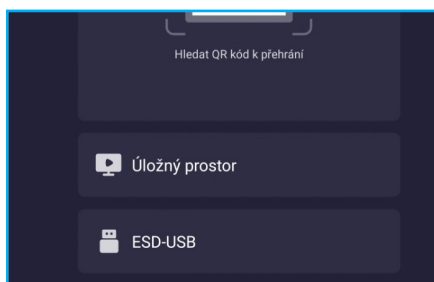 Hledat QR kód k přehrání
Úložný prostor
ESD-USB